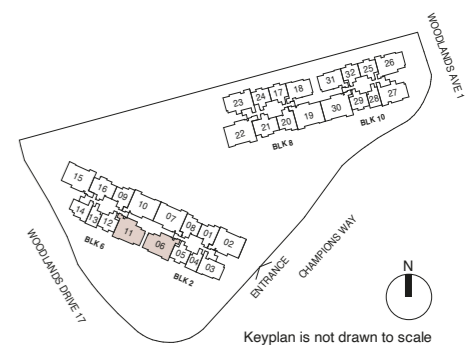 WOODLANDS AVE 1
31 32 25 26
23 24 17 18
22 21 20 19 30 29 28 27
BLK 8
BLK 10
15 16 09 10 07 08 01 02
14 13 12 11 06 05 04 03
BLK 6
BLK 2
WOODLANDS DRIVE 17
ENTRANCE
CHAMPIONS WAY
N
Keyplan is not drawn to scale